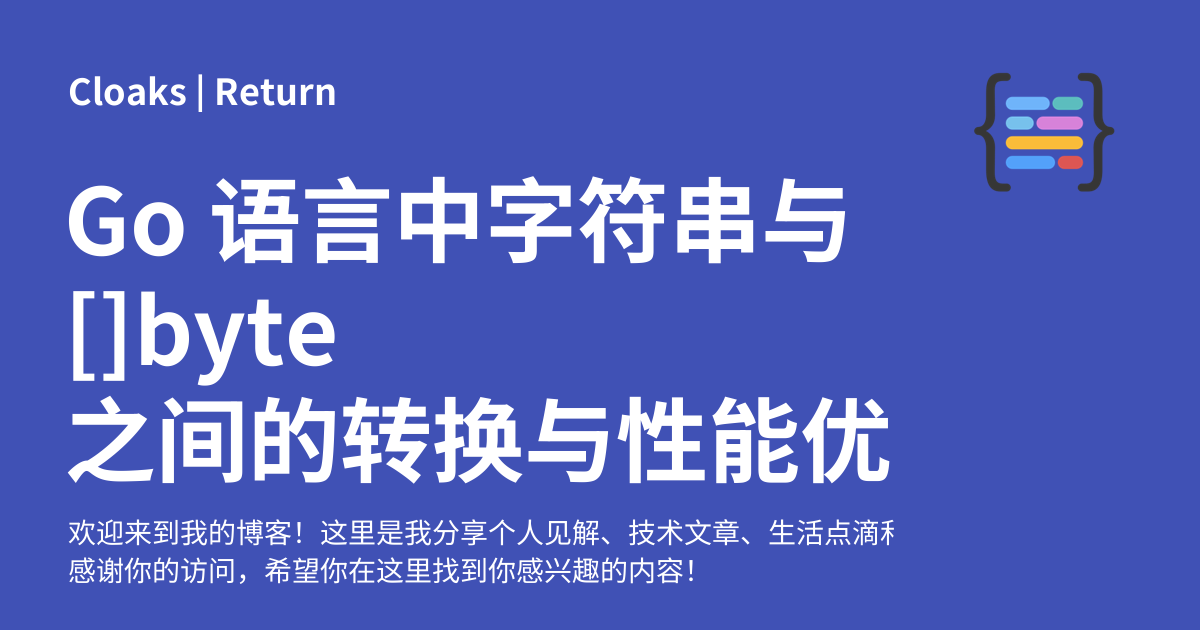 Cloaks | Return
Go 语言中字符串与
[]byte
之间的转换与性能优
欢迎来到我的博客！这里是我分享个人见解、技术文章、生活点滴
感谢你的访问，希望你在这里找到你感兴趣的内容！